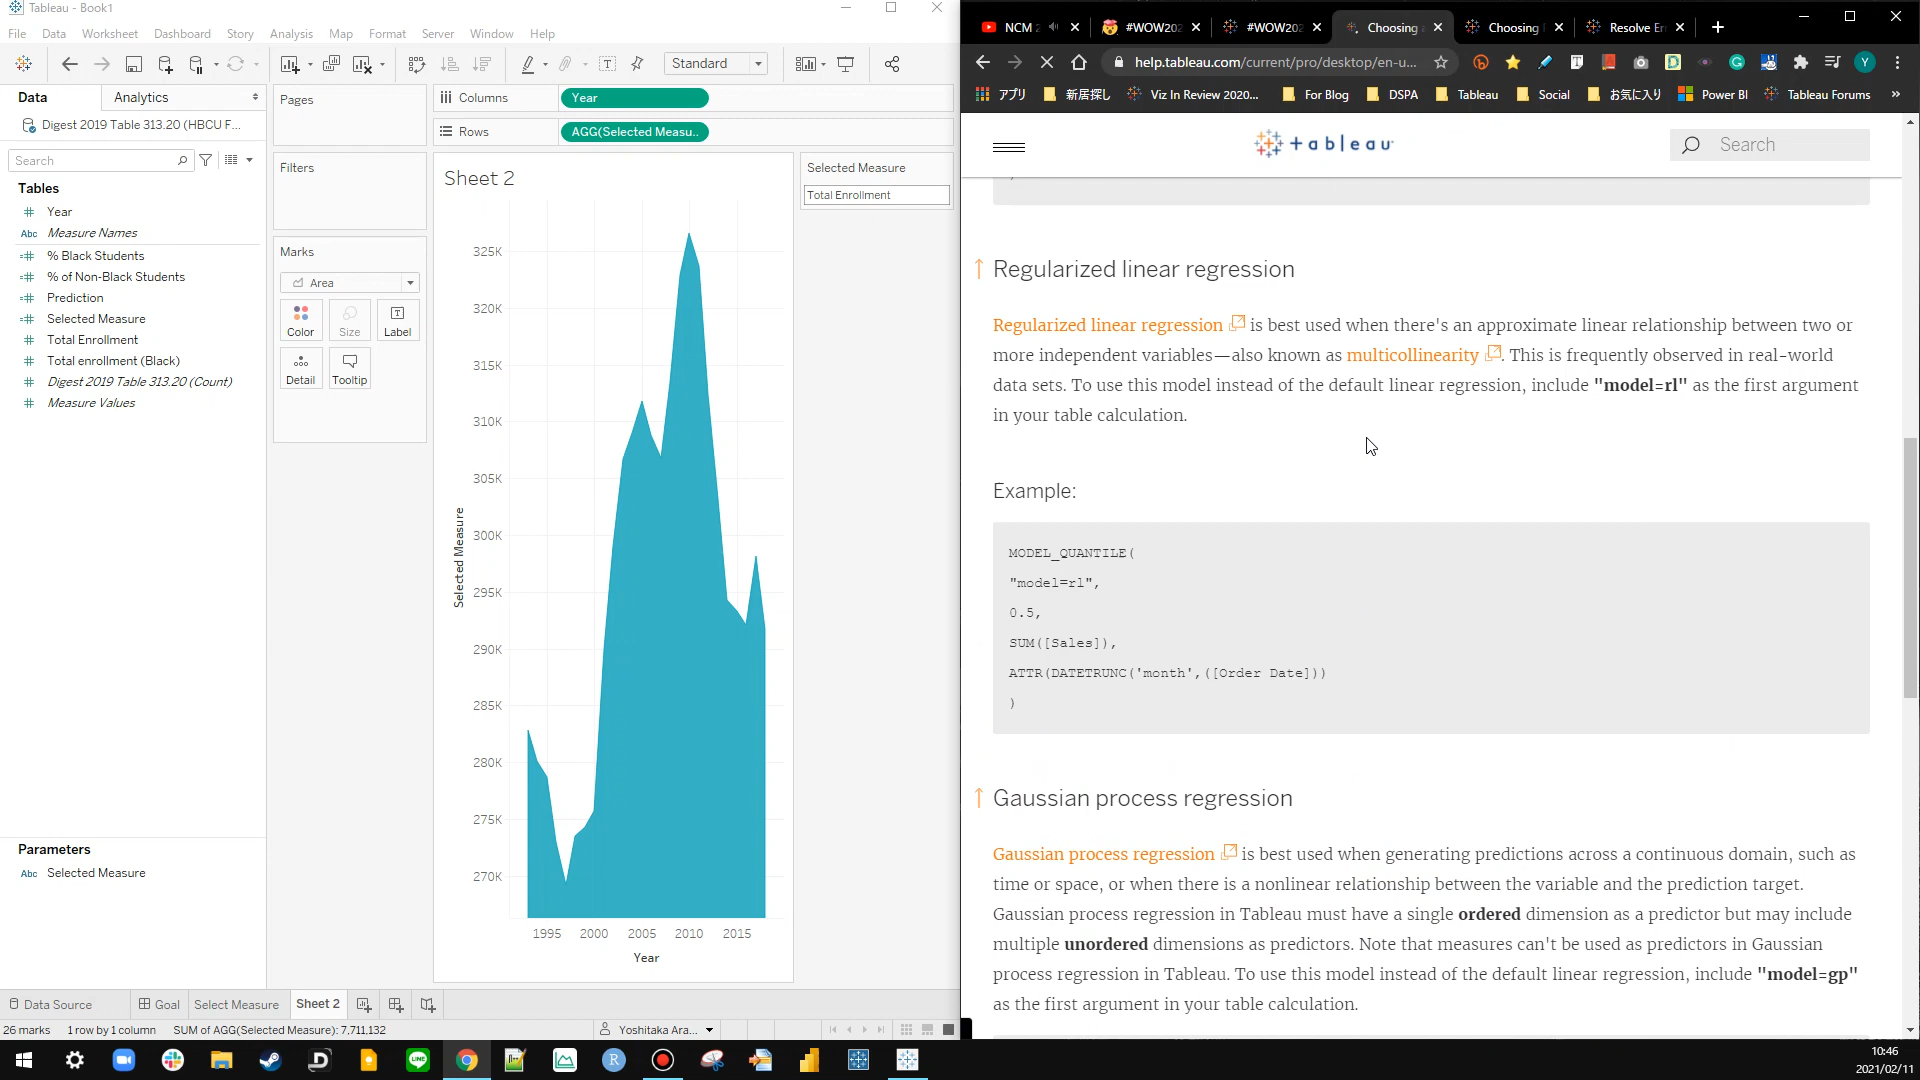 Tableau - Book1
File Data Worksheet Dashboard Story Analysis Map Format Server Window Help
Standard
Data
Analytics
Digest 2019 Table 313.20 (HBCU F...
Search
Tables
Year
Abc Measure Names
% Black Students
% of Non-Black Students
Prediction
Selected Measure
Total Enrollment
Total enrollment (Black)
Digest 2019 Table 313.20 (Count)
Measure Values
Parameters
Abc Selected Measure
Pages
Filters
Marks
Area
Color
Size
Label
Detail
Tooltip
Columns
Year
Rows
AGG(Selected Measu..
Sheet 2
325K
320K
315K
310K
305K
300K
295K
290K
285K
280K
275K
270K
Selected Measure
1995 2000 2005 2010 2015
Year
Selected Measure
Total Enrollment
Data Source
Goal
Select Measure
Sheet 2
26 marks 1 row by 1 column SUM of AGG(Selected Measure): 7,711,132
Yoshitaka Ara...
NCM 2
#WOW202
#WOW202
Choosing a
Choosing
Resolve Er
help.tableau.com/current/pro/desktop/en-u...
Y
アプリ
新居探し
Viz In Review 2020...
For Blog
DSPA
Tableau
Social
お気に入り
Power BI
Tableau Forums
»
+ableau
Search
Regularized linear regression
Regularized linear regression is best used when there's an approximate linear relationship between two or
more independent variables—also known as multicollinearity. This is frequently observed in real-world
data sets. To use this model instead of the default linear regression, include "model=rl" as the first argument
in your table calculation.
Example:
MODEL_QUANTILE(
"model=rl",
0.5,
SUM([Sales]),
ATTR(DATETRUNC('month',([Order Date]))
)
Gaussian process regression
Gaussian process regression is best used when generating predictions across a continuous domain, such as
time or space, or when there is a nonlinear relationship between the variable and the prediction target.
Gaussian process regression in Tableau must have a single ordered dimension as a predictor but may include
multiple unordered dimensions as predictors. Note that measures can't be used as predictors in Gaussian
process regression in Tableau. To use this model instead of the default linear regression, include "model=gp"
as the first argument in your table calculation.
LINE
R
10:46
2021/02/11